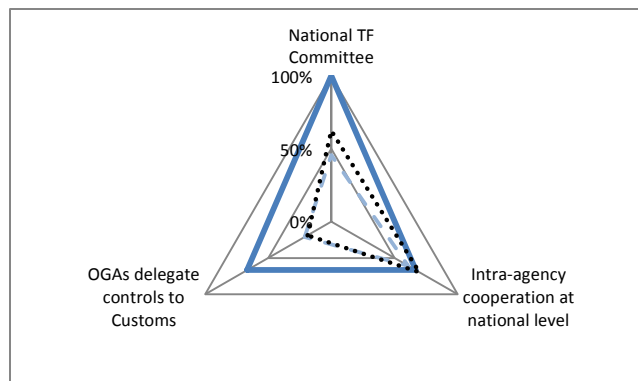 National TF
Committee
100%
50%
0%
OGAs delegate
controls to
Customs
Intra-agency
cooperation at
national level